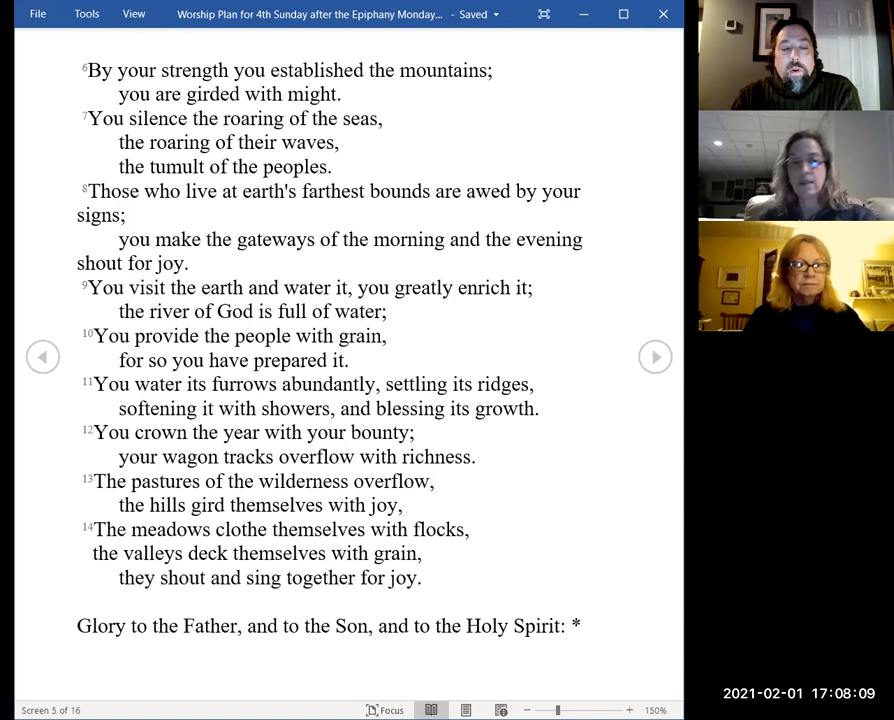 File Tools View Worship Plan for 4th Sunday after the Epiphany Monday... - Saved
6By your strength you established the mountains;
you are girded with might.
7You silence the roaring of the seas,
the roaring of their waves,
the tumult of the peoples.
8Those who live at earth's farthest bounds are awed by your
signs;
you make the gateways of the morning and the evening
shout for joy.
9You visit the earth and water it, you greatly enrich it;
the river of God is full of water;
10You provide the people with grain,
for so you have prepared it.
11You water its furrows abundantly, settling its ridges,
softening it with showers, and blessing its growth.
12You crown the year with your bounty;
your wagon tracks overflow with richness.
13The pastures of the wilderness overflow,
the hills gird themselves with joy,
14The meadows clothe themselves with flocks,
the valleys deck themselves with grain,
they shout and sing together for joy.
Glory to the Father, and to the Son, and to the Holy Spirit: *
2021-02-01 17:08:09
Screen 5 of 16 Focus 150%